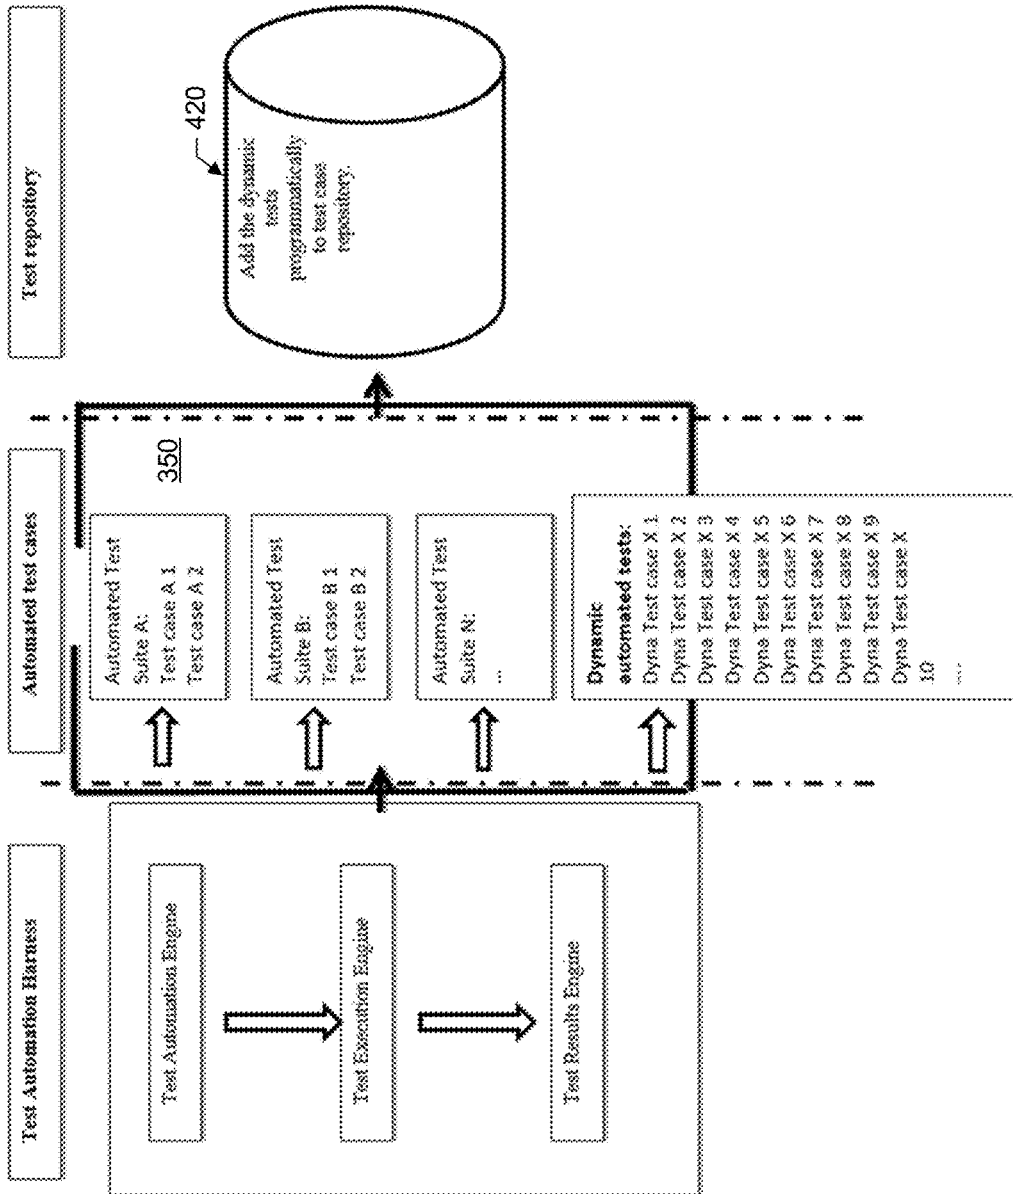 Test Automation Harness
Test Automation Engine
Test Execution Engine
Test Results Engine
Automated test cases
350
Automated Test
Suite A:
Test case A 1
Test case A 2
Automated Test
Suite B:
Test case B 1
Test case B 2
Automated Test
Suite N:
...
Dynamic
automated tests:
Dyna Test case X 1
Dyna Test case X 2
Dyna Test case X 3
Dyna Test case X 4
Dyna Test case X 5
Dyna Test case X 6
Dyna Test case X 7
Dyna Test case X 8
Dyna Test case X 9
Dyna Test case X
10
....
Test repository
420
Add the dynamic
tests
programmatically
to test case
repository.